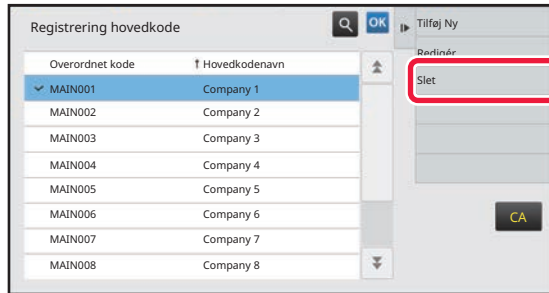 Registrering hovedkode
OK
Tilføj Ny
Redigér
Slet
Overordnet kode Hovedkodenavn
MAIN001 Company 1
MAIN002 Company 2
MAIN003 Company 3
MAIN004 Company 4
MAIN005 Company 5
MAIN006 Company 6
MAIN007 Company 7
MAIN008 Company 8
CA